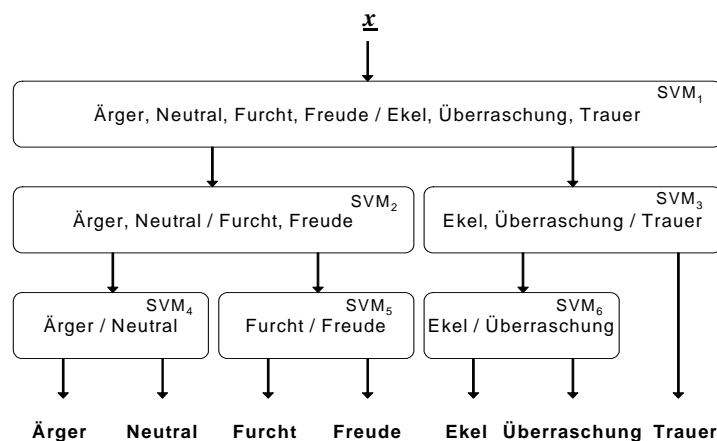 x
SVM₁
Ärger, Neutral, Furcht, Freude / Ekel, Überraschung, Trauer
SVM₂
Ärger, Neutral / Furcht, Freude
SVM₃
Ekel, Überraschung / Trauer
SVM₄
Ärger / Neutral
SVM₅
Furcht / Freude
SVM₆
Ekel / Überraschung
Ärger Neutral Furcht Freude Ekel Überraschung Trauer